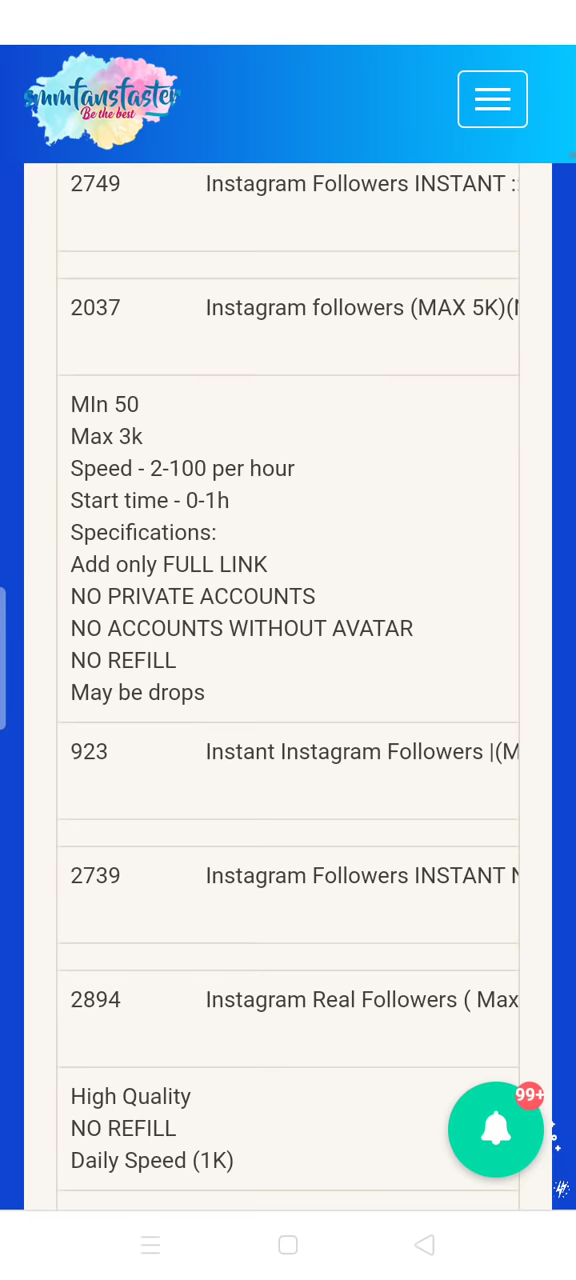 smmfansfaster
Be the best
2749 Instagram Followers INSTANT ::
2037 Instagram followers (MAX 5K)(
MIn 50
Max 3k
Speed - 2-100 per hour
Start time - 0-1h
Specifications:
Add only FULL LINK
NO PRIVATE ACCOUNTS
NO ACCOUNTS WITHOUT AVATAR
NO REFILL
May be drops
923 Instant Instagram Followers |(M
2739 Instagram Followers INSTANT N
2894 Instagram Real Followers ( Max
High Quality
99+
NO REFILL
Daily Speed (1K)